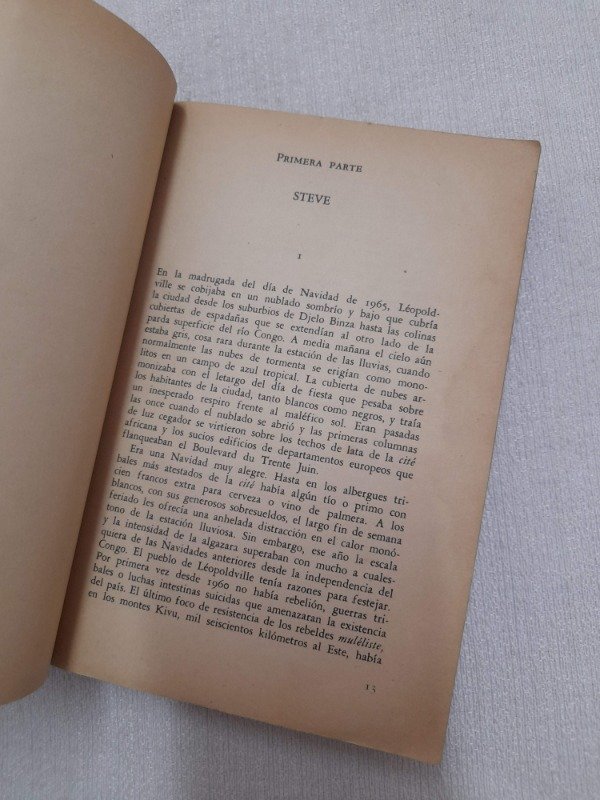 PRIMERA PARTE
STEVE
1
En la madrugada del día de Navidad de 1965, Léopold-
ville se cobijaba en un nublado sombrío y bajo que cubría
la ciudad desde los suburbios de Djelo Binza hasta las colinas
cubiertas de espadañas que se extendían al otro lado de la
parda superficie del río Congo. A media mañana el cielo aún
estaba gris, cosa rara durante la estación de las lluvias, cuando
normalmente las nubes de tormenta se erigían como mono-
litos en un campo de azul tropical. La cubierta de nubes ar-
monizaba con el letargo del día de fiesta que pesaba sobre
los habitantes de la ciudad, tanto blancos como negros, y traía
un inesperado respiro frente al maléfico sol. Eran pasadas
las once cuando el nublado se abrió y las primeras columnas
de luz cegador se virtieron sobre los techos de lata de la cité
africana y los sucios edificios de departamentos europeos que
flanqueaban el Boulevard du Trente Juin.
Era una Navidad muy alegre. Hasta en los albergues tri-
bales más atestados de la cité había algún tío o primo con
cien francos extra para cerveza o vino de palmera. A los
blancos, con sus generosos sobresueldos, el largo fin de semana
feriado les ofrecía una anhelada distracción en el calor monó-
tono de la estación lluviosa. Sin embargo, ese año la escala
y la intensidad de la algazara superaban con mucho a cuales-
quiera de las Navidades anteriores desde la independencia del
Congo. El pueblo de Léopoldville tenía razones para festejar.
Por primera vez desde 1960 no había rebelión, guerras tri-
bales o luchas intestinas suicidas que amenazaran la existencia
del país. El último foco de resistencia de los rebeldes muléliste,
en los montes Kivu, mil seiscientos kilómetros al Este, había
13